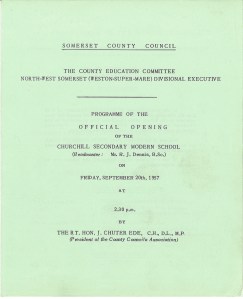 SOMERSET COUNTY COUNCIL
THE COUNTY EDUCATION COMMITTEE
NORTH-WEST SOMERSET (WESTON-SUPER-MARE) DIVISIONAL EXECUTIVE
PROGRAMME OF THE
OFFICIAL OPENING
OF THE
CHURCHILL SECONDARY MODERN SCHOOL
(Headmaster: Mr. R. J. Dennis, B.Sc.)
ON
FRIDAY, SEPTEMBER 20th, 1957
AT
2.30 p.m.
BY
THE RT. HON. J. CHUTER EDE, C.H., D.L., M.P.
(President of the County Councils Association)